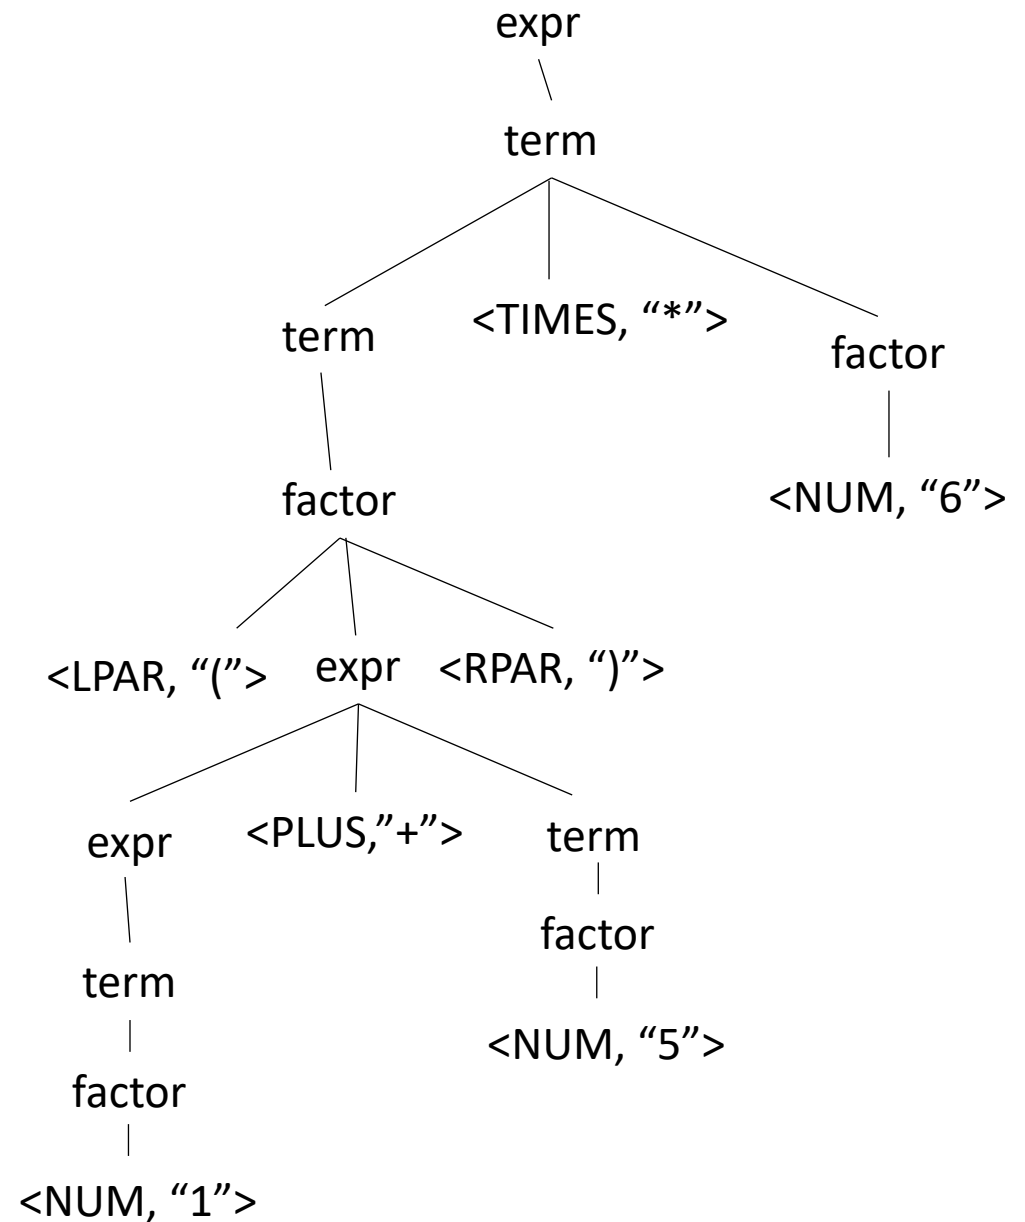 expr
term
term
<TIMES, “*”>
factor
factor
<NUM, “6”>
<LPAR, “(”>
expr
<RPAR, “)”>
expr
<PLUS,”+”>
term
factor
term
<NUM, “5”>
factor
<NUM, “1”>